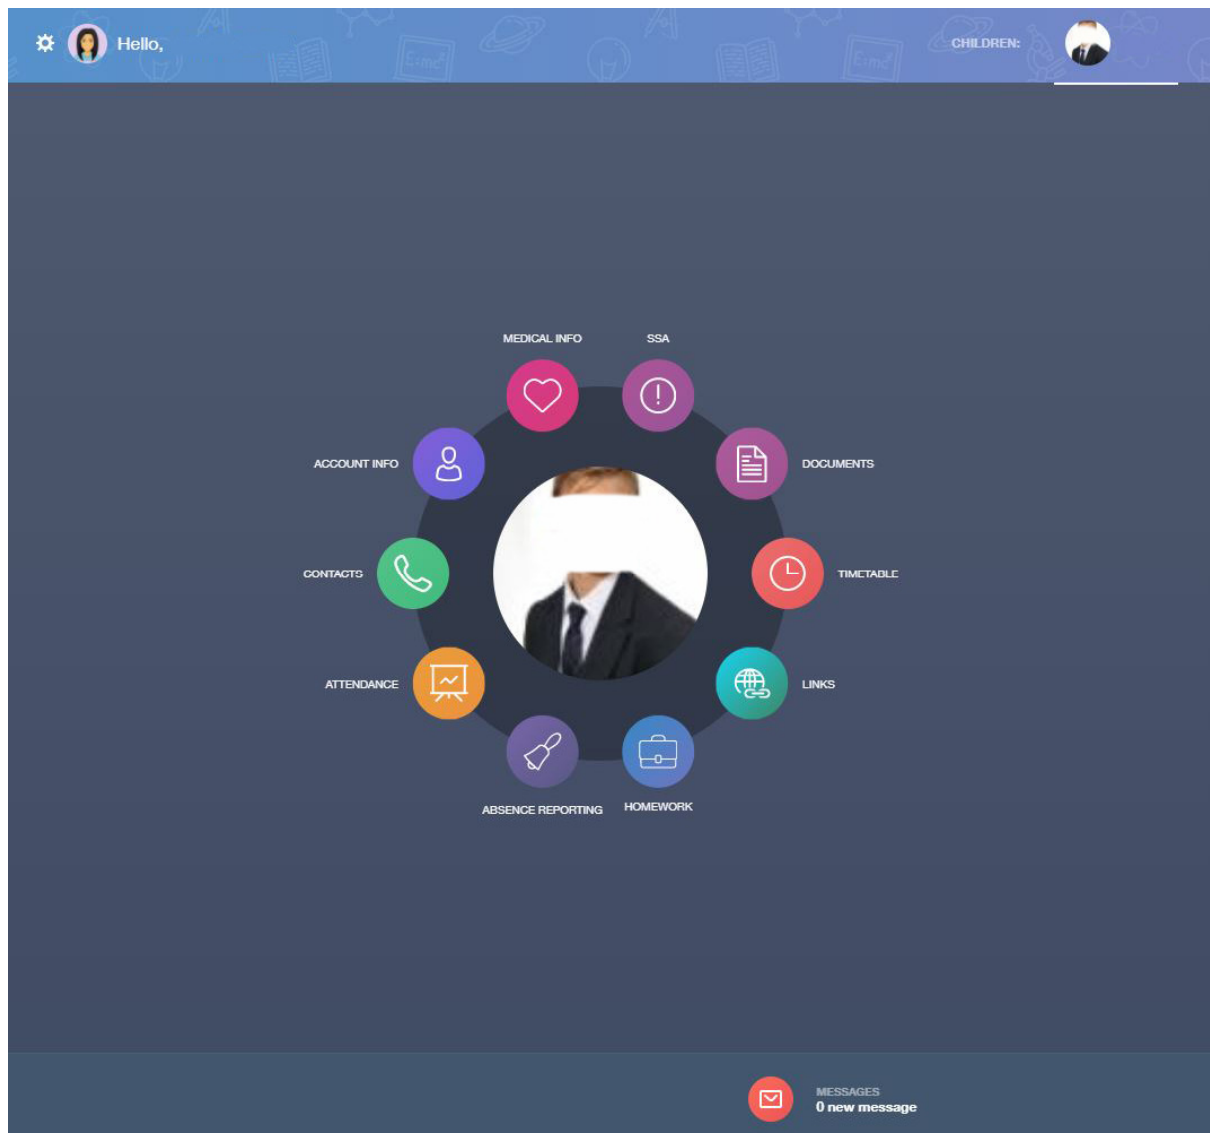 Hello,
CHILDREN:
MEDICAL INFO
SSA
ACCOUNT INFO
DOCUMENTS
CONTACTS
TIMETABLE
ATTENDANCE
LINKS
ABSENCE REPORTING
HOMEWORK
MESSAGES
0 new message